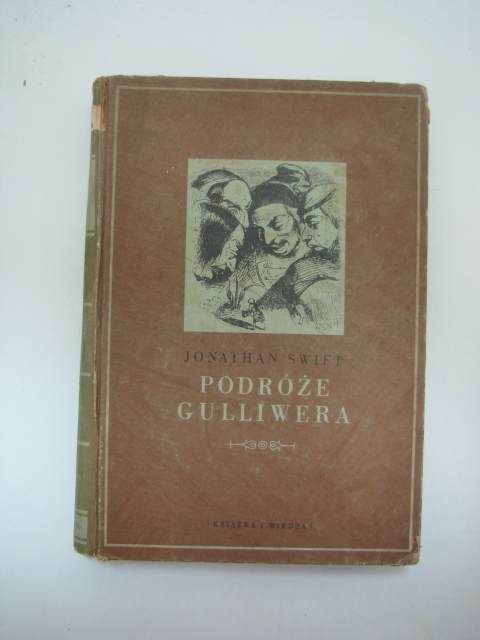 JONATHAN SWIFT
PODRÓŻE
GULLIWERA
KSIĄŻKA I WIEDZA